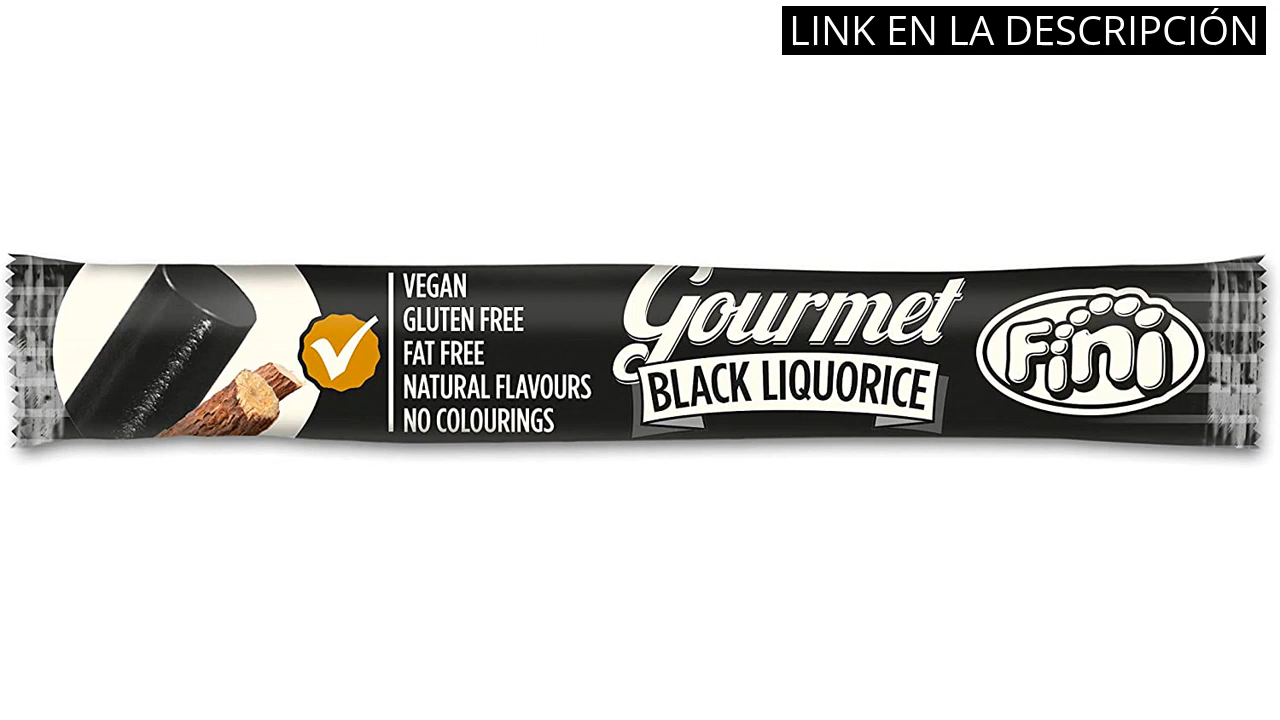 LINK EN LA DESCRIPCIÓN
VEGAN
GLUTEN FREE
FAT FREE
NATURAL FLAVOURS
NO COLOURINGS
Gourmet
BLACK LIQUORICE
Fini